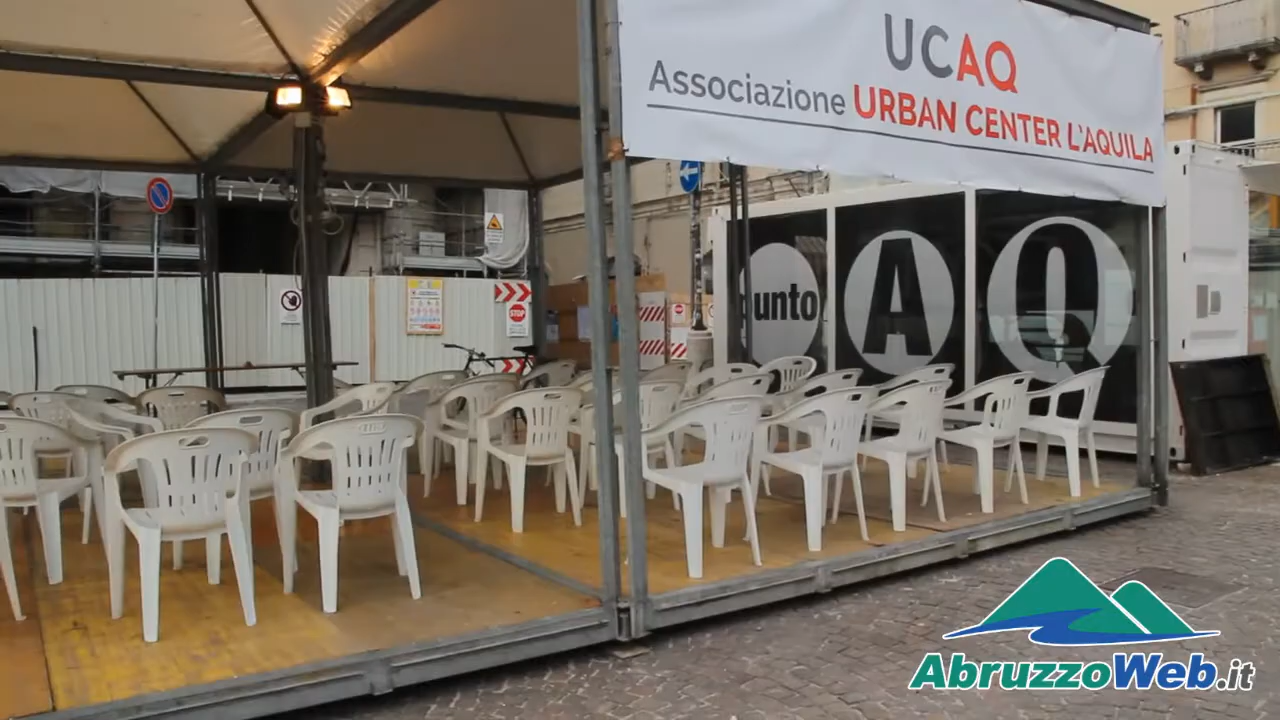 UCAQ
Associazione URBAN CENTER L'AQUILA
punto
A
Q
STOP
AbruzzoWeb.it